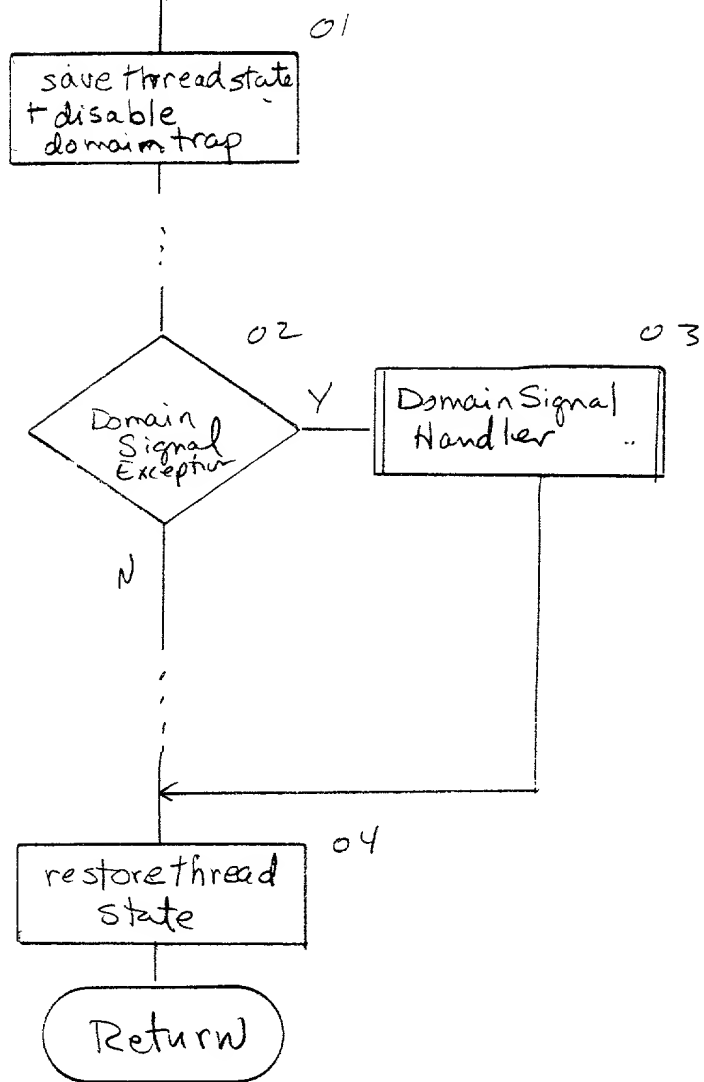 01
save thread state
+ disable
domain trap
02
03
Domain
Signal
Exception
Y
Domain Signal
Handler
N
04
restore thread
state
Return